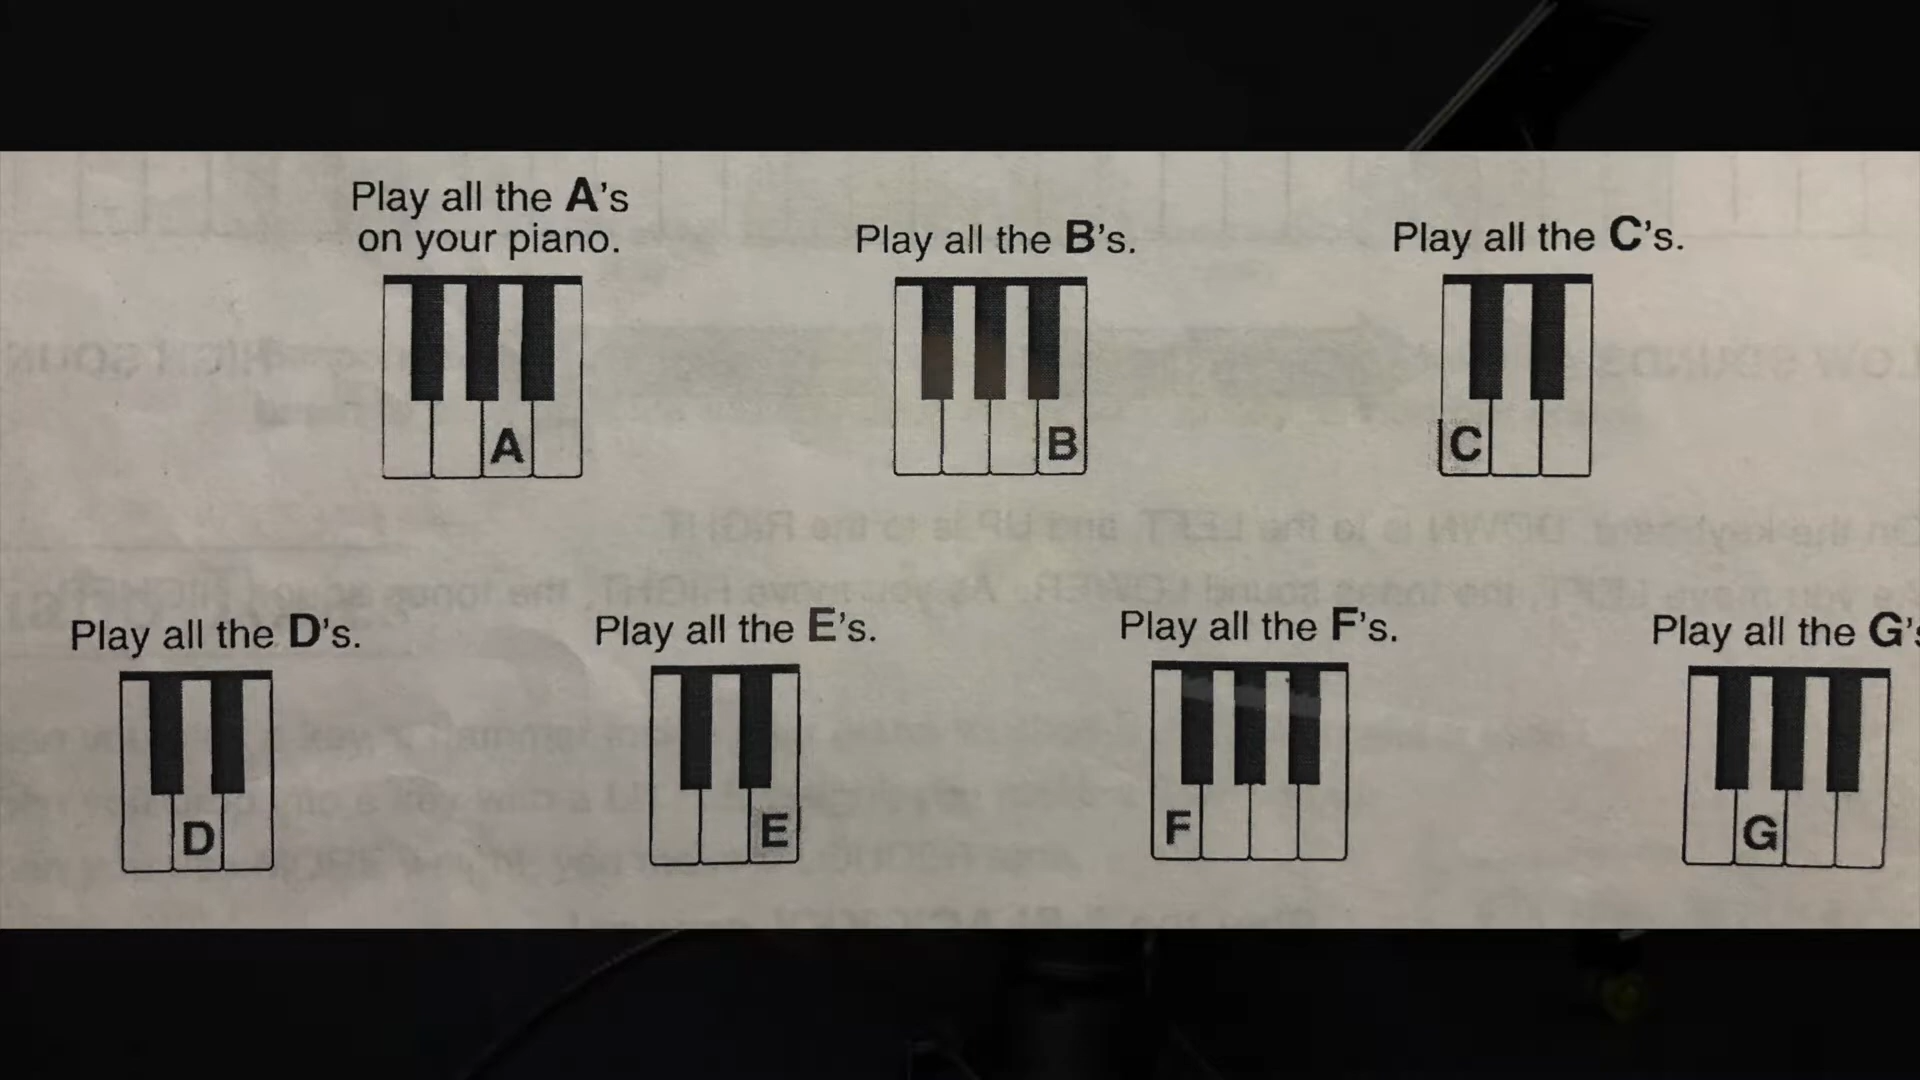 Play all the A's
on your piano.
Play all the B's.
Play all the C's.
A
B
C
Play all the D's.
Play all the E's.
Play all the F's.
Play all the G's
D
E
F
G